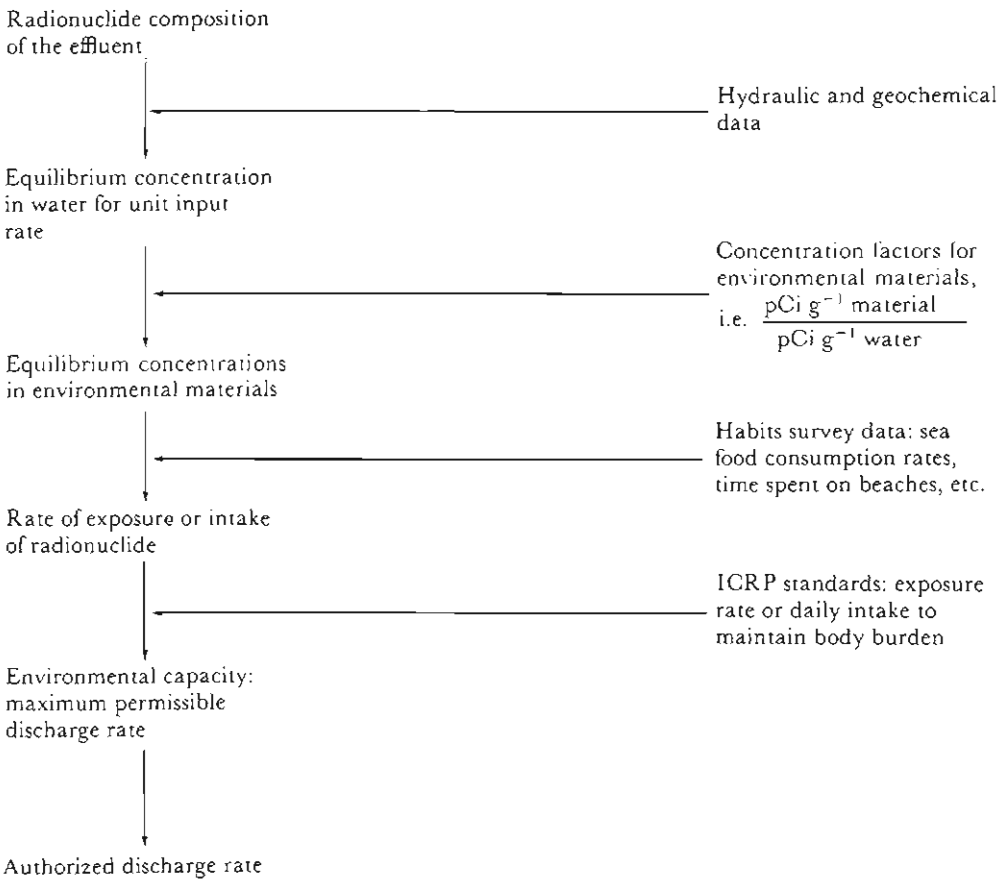 Radionuclide composition
of the effluent
Hydraulic and geochemical
data
Equilibrium concentration
in water for unit input
rate
Concentration factors for
environmental materials,
i.e. pCi g⁻¹ material
pCi g⁻¹ water
Equilibrium concentrations
in environmental materials
Habits survey data: sea
food consumption rates,
time spent on beaches, etc.
Rate of exposure or intake
of radionuclide
ICRP standards: exposure
rate or daily intake to
maintain body burden
Environmental capacity:
maximum permissible
discharge rate
Authorized discharge rate